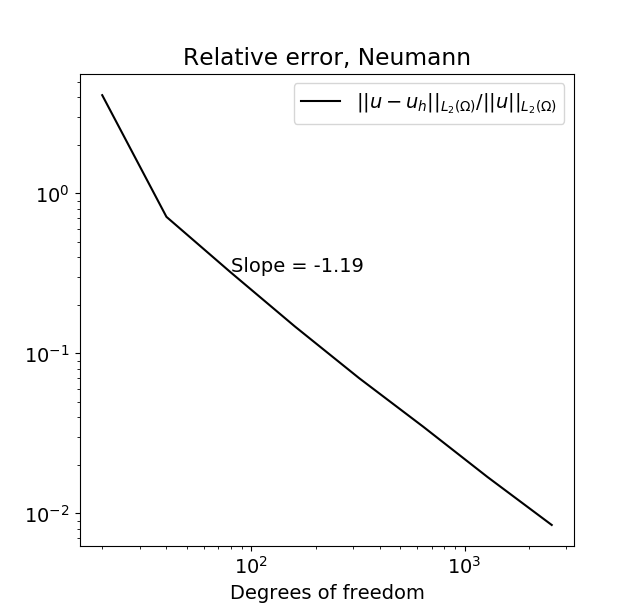 Relative error, Neumann
||u − u_h||_{L_2(Ω)}/||u||_{L_2(Ω)}
10^0
Slope = -1.19
10^{−1}
10^{−2}
10^2
10^3
Degrees of freedom